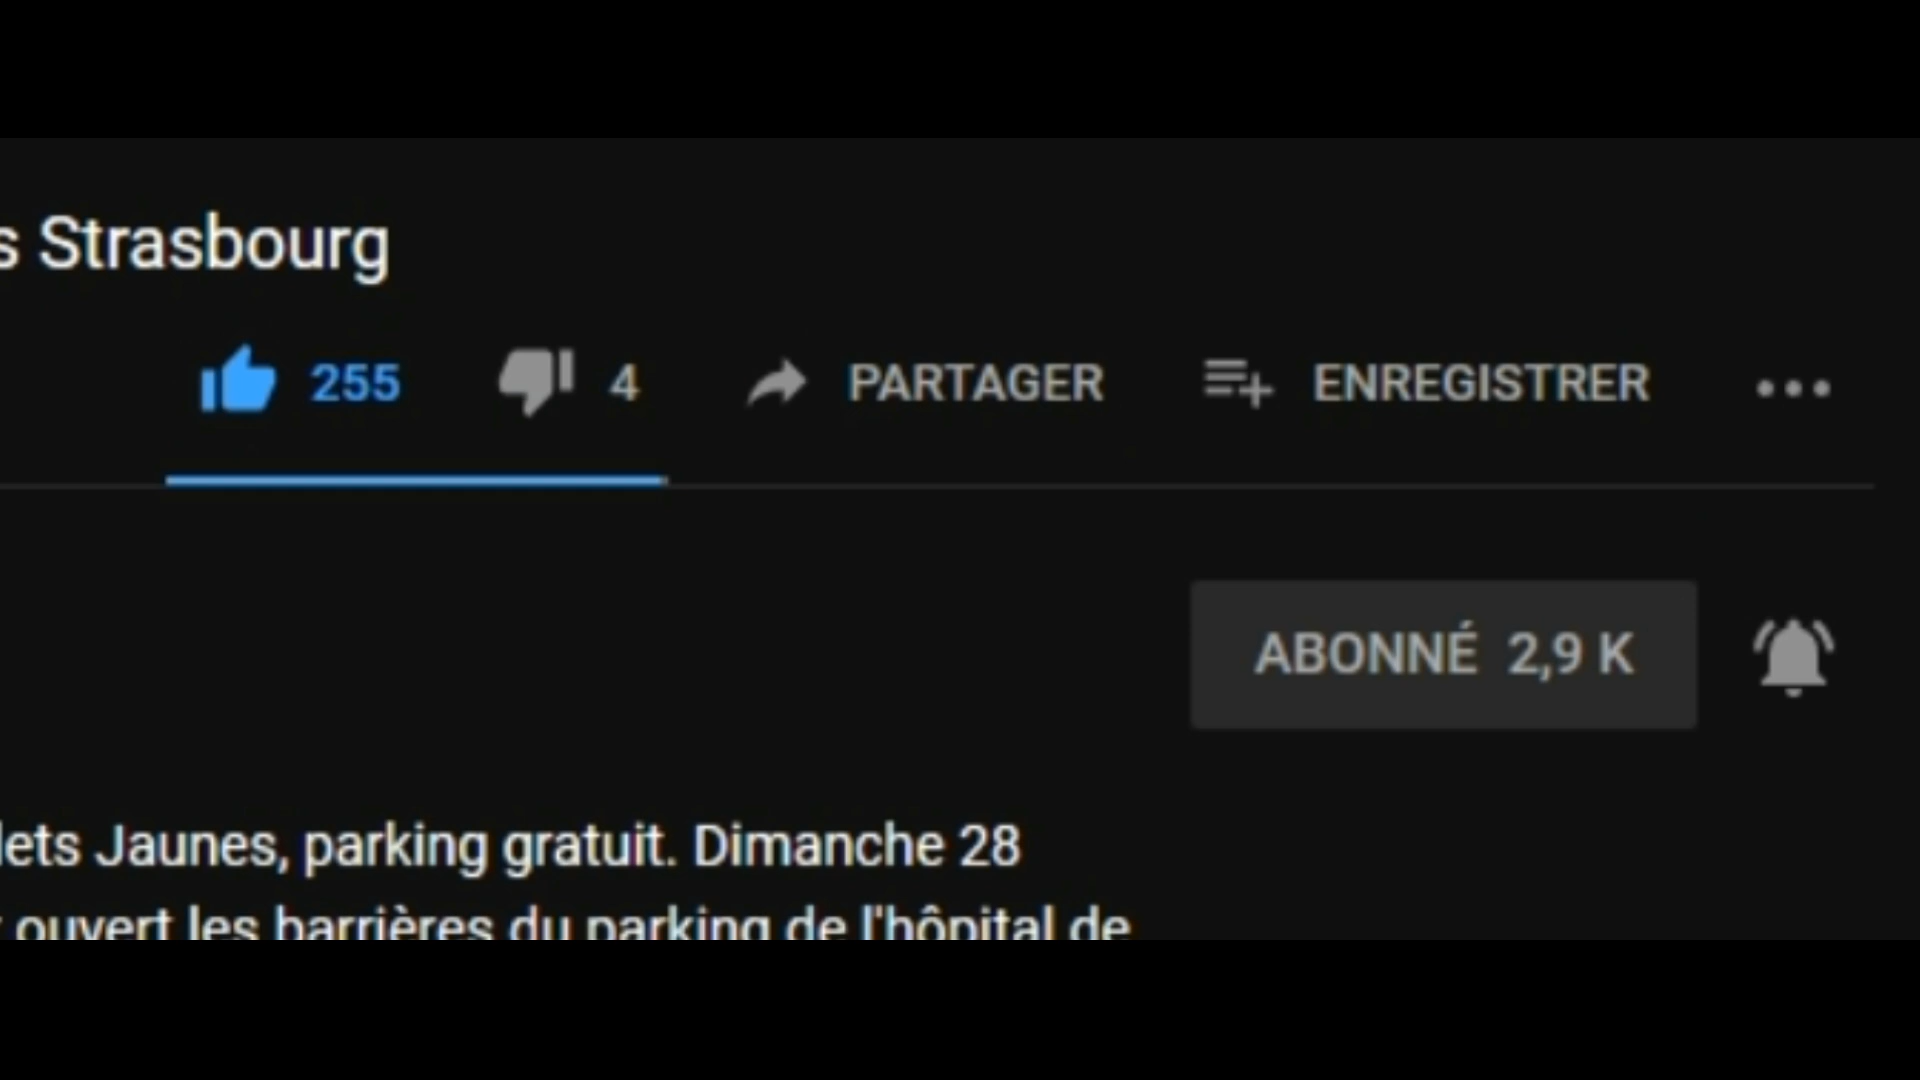 s Strasbourg
255 4 PARTAGER ENREGISTRER
ABONNÉ 2,9 K
lets Jaunes, parking gratuit. Dimanche 28
ouvert les barrières du parking de l'hôpital de